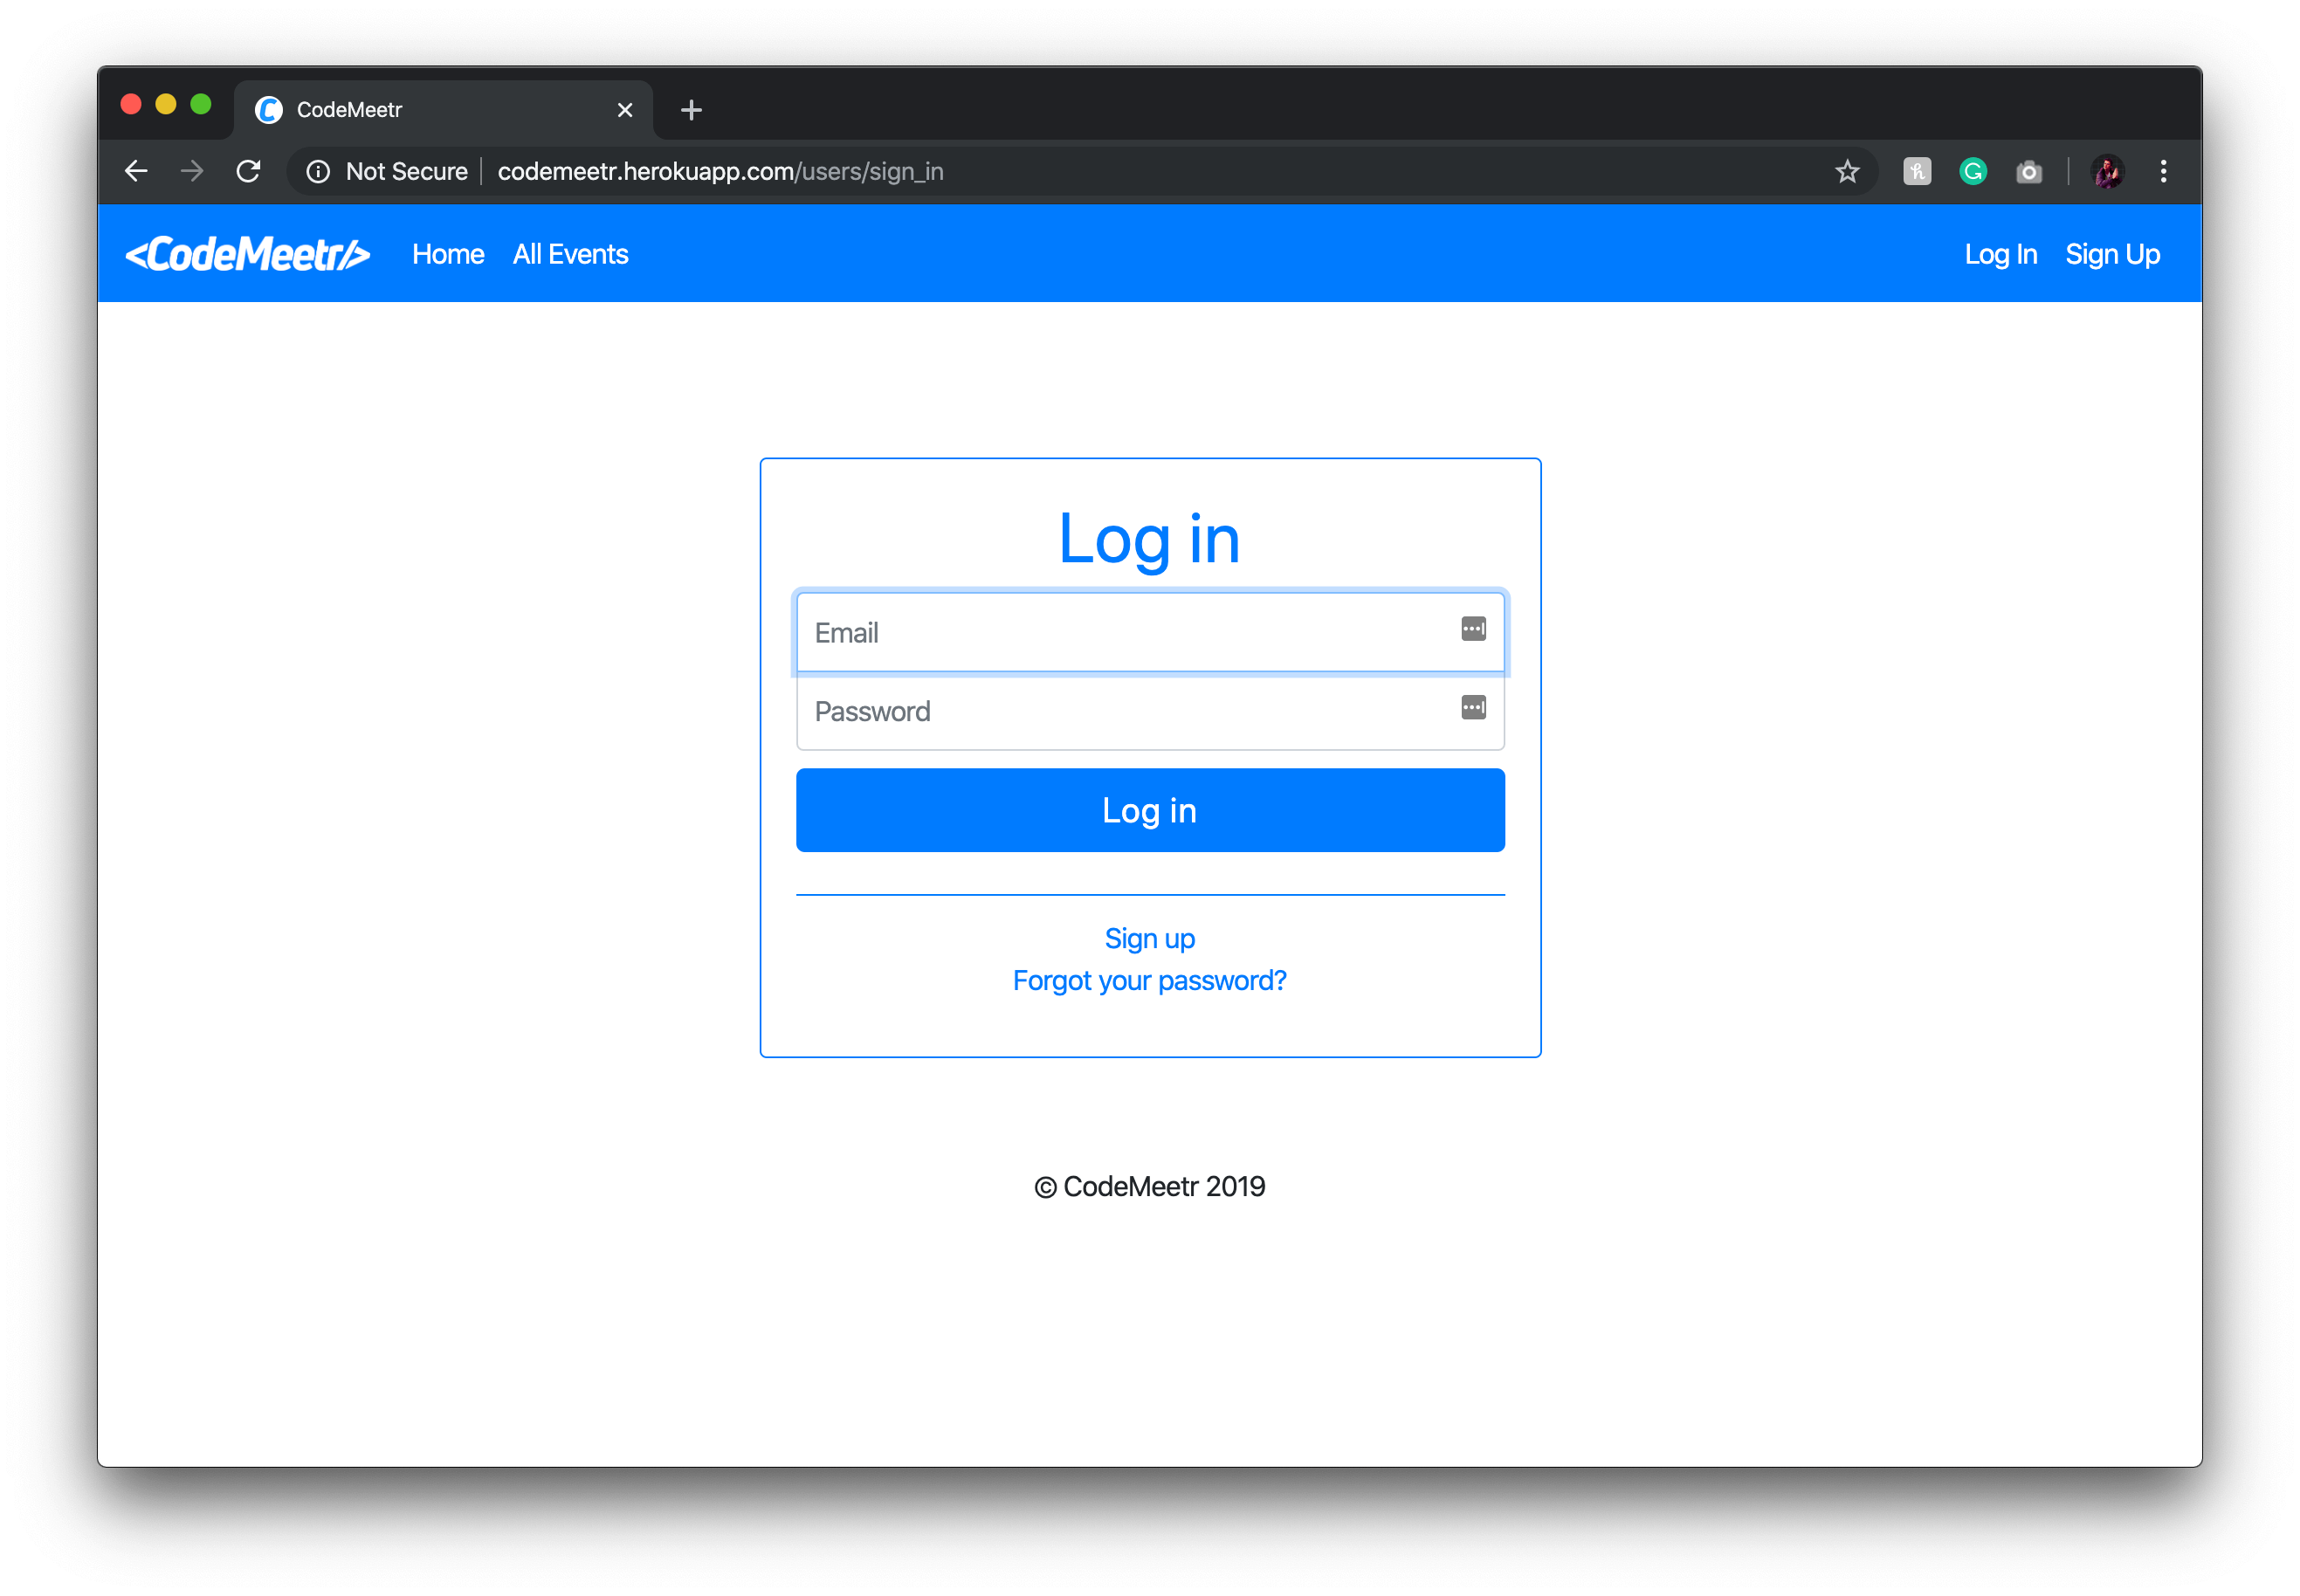 CodeMeetr
Not Secure codemeetr.herokuapp.com/users/sign_in
<CodeMeetr/> Home All Events Log In Sign Up
Log in
Email
Password
Log in
Sign up
Forgot your password?
© CodeMeetr 2019